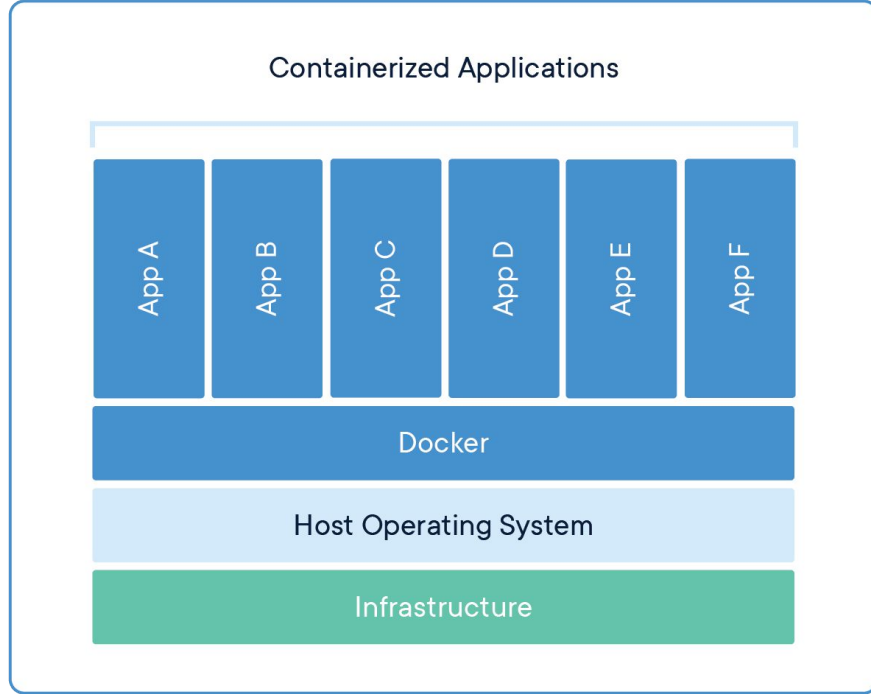 Containerized Applications
App A
App B
App C
App D
App E
App F
Docker
Host Operating System
Infrastructure